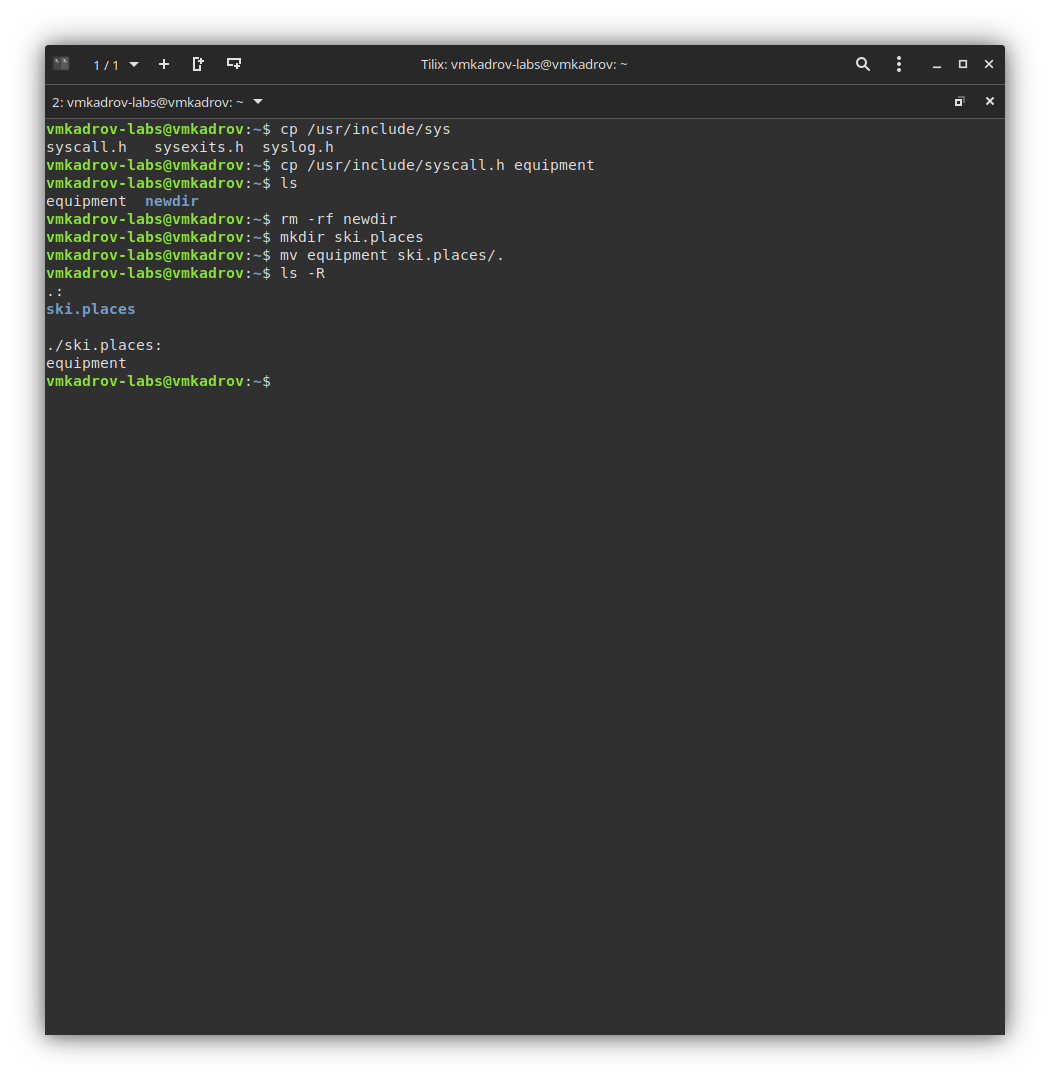 1 / 1
Tilix: vmkadrov-labs@vmkadrov: ~
2: vmkadrov-labs@vmkadrov: ~
vmkadrov-labs@vmkadrov:~$ cp /usr/include/sys
syscall.h   sysexits.h  syslog.h
vmkadrov-labs@vmkadrov:~$ cp /usr/include/syscall.h equipment
vmkadrov-labs@vmkadrov:~$ ls
equipment  newdir
vmkadrov-labs@vmkadrov:~$ rm -rf newdir
vmkadrov-labs@vmkadrov:~$ mkdir ski.places
vmkadrov-labs@vmkadrov:~$ mv equipment ski.places/.
vmkadrov-labs@vmkadrov:~$ ls -R
.:
ski.places

./ski.places:
equipment
vmkadrov-labs@vmkadrov:~$